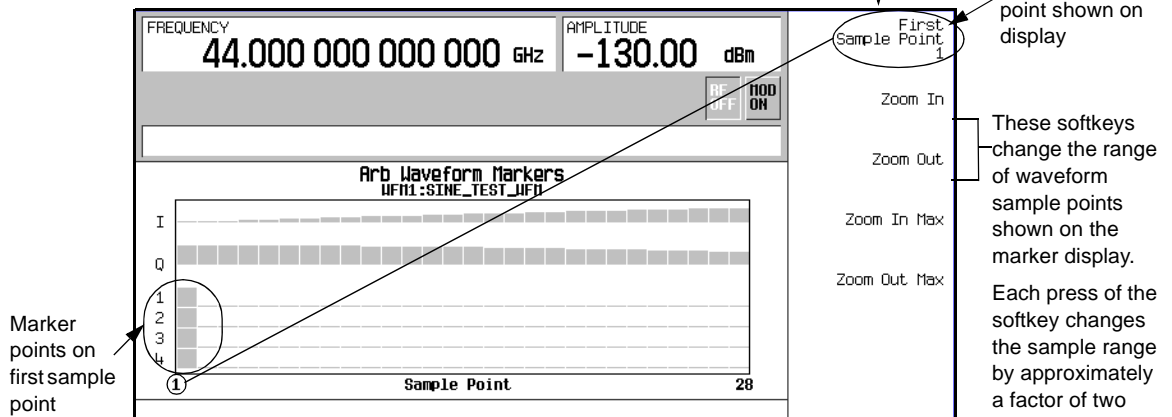 FREQUENCY
44.000 000 000 000 GHz
AMPLITUDE
-130.00 dBm
RF
OFF
MOD
ON
Arb Waveform Markers
WFM1:SINE_TEST_WFM
I
Q
1
2
3
4
1
Sample Point
28
First
Sample Point
1
Zoom In
Zoom Out
Zoom In Max
Zoom Out Max
point shown on
display
These softkeys
change the range
of waveform
sample points
shown on the
marker display.
Each press of the
softkey changes
the sample range
by approximately
a factor of two
Marker
points on
first sample
point